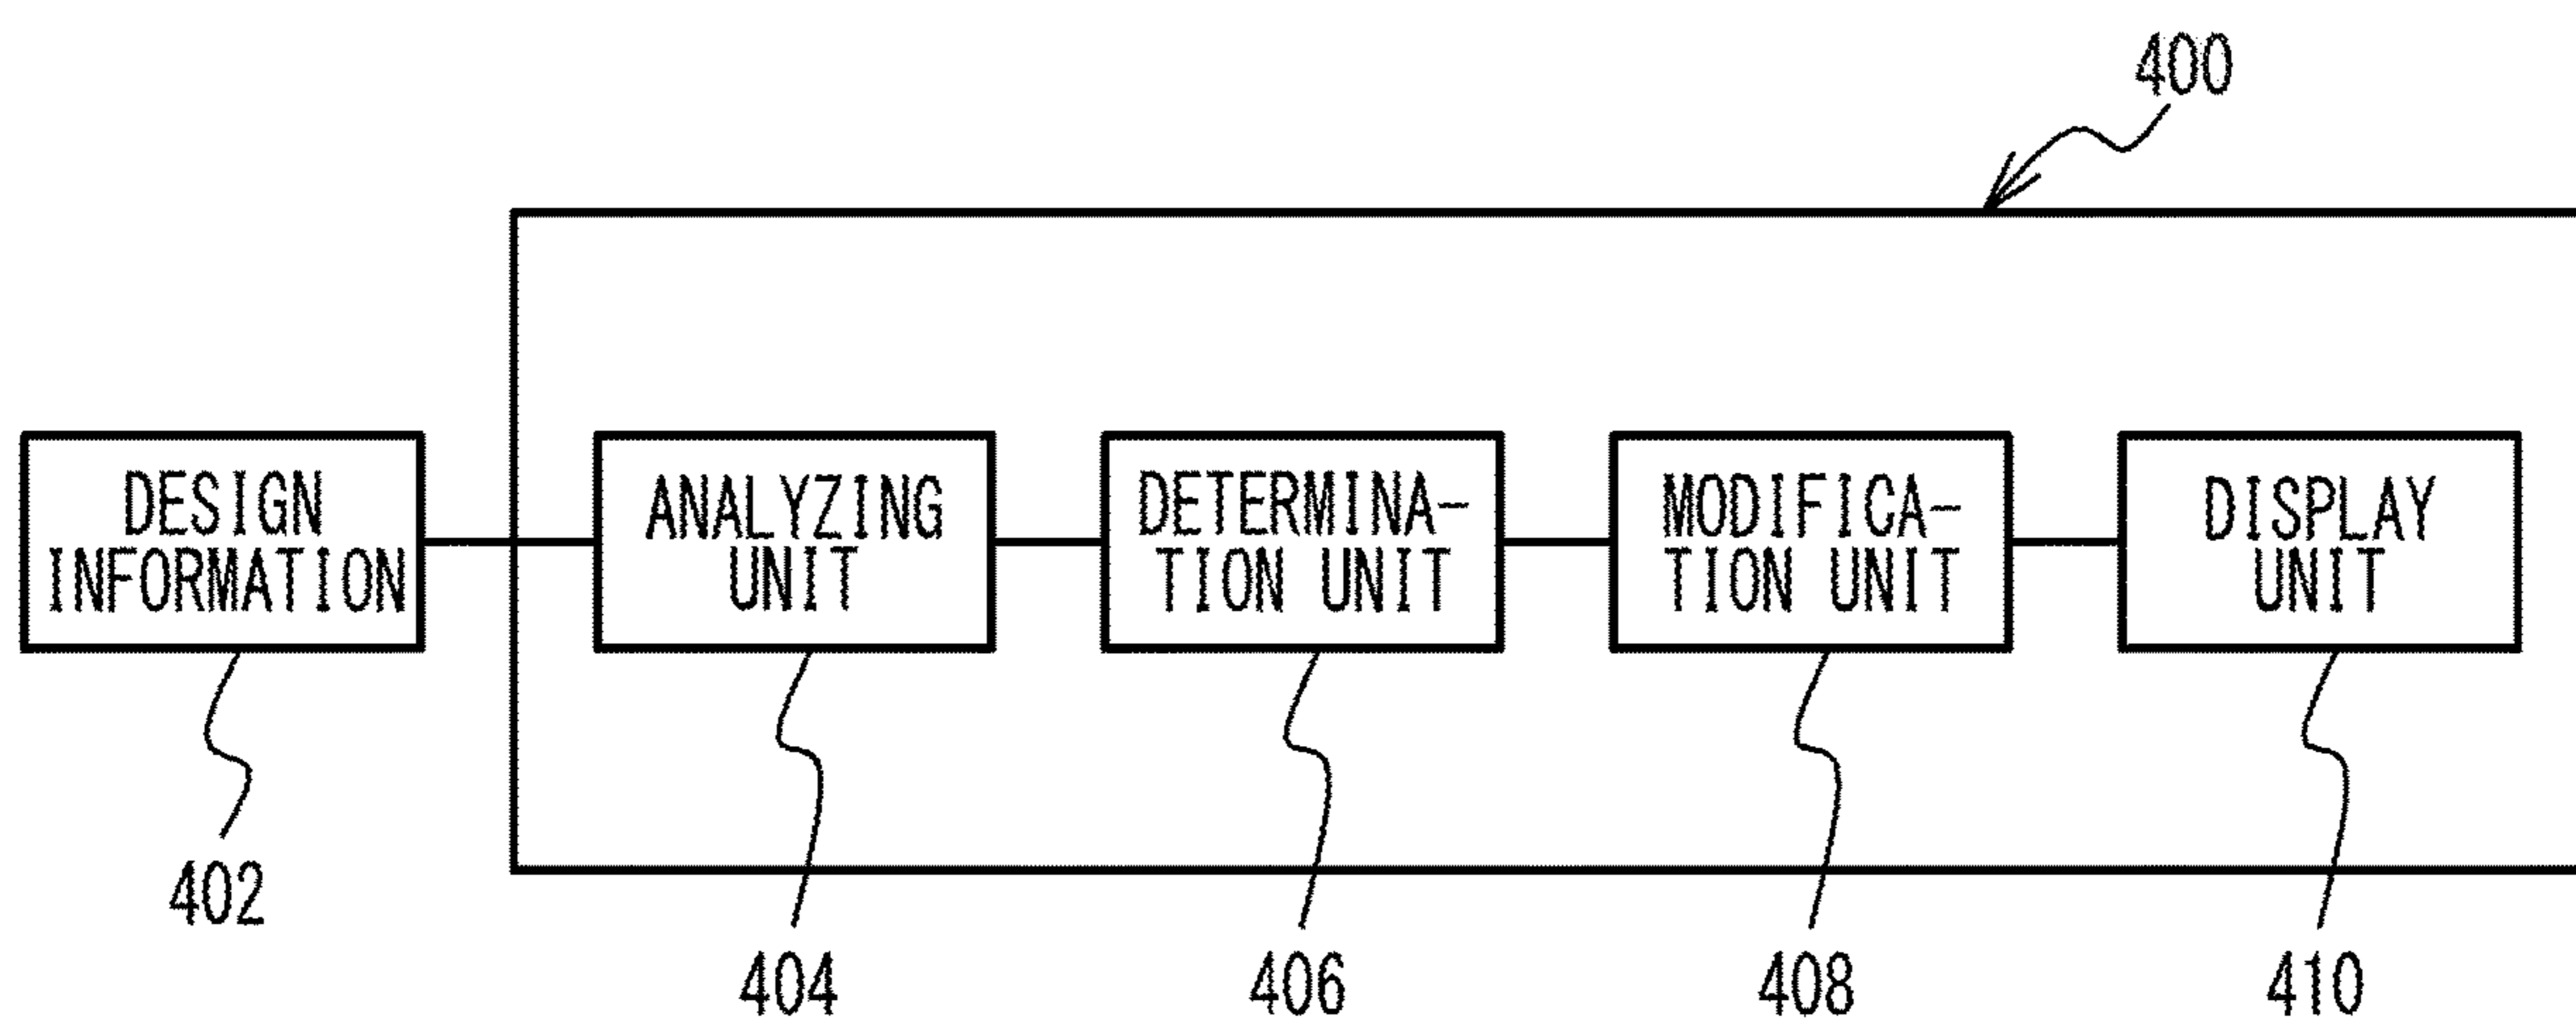 400
DESIGN
INFORMATION
ANALYZING
UNIT
DETERMINA-
TION UNIT
MODIFICA-
TION UNIT
DISPLAY
UNIT
402
404
406
408
410